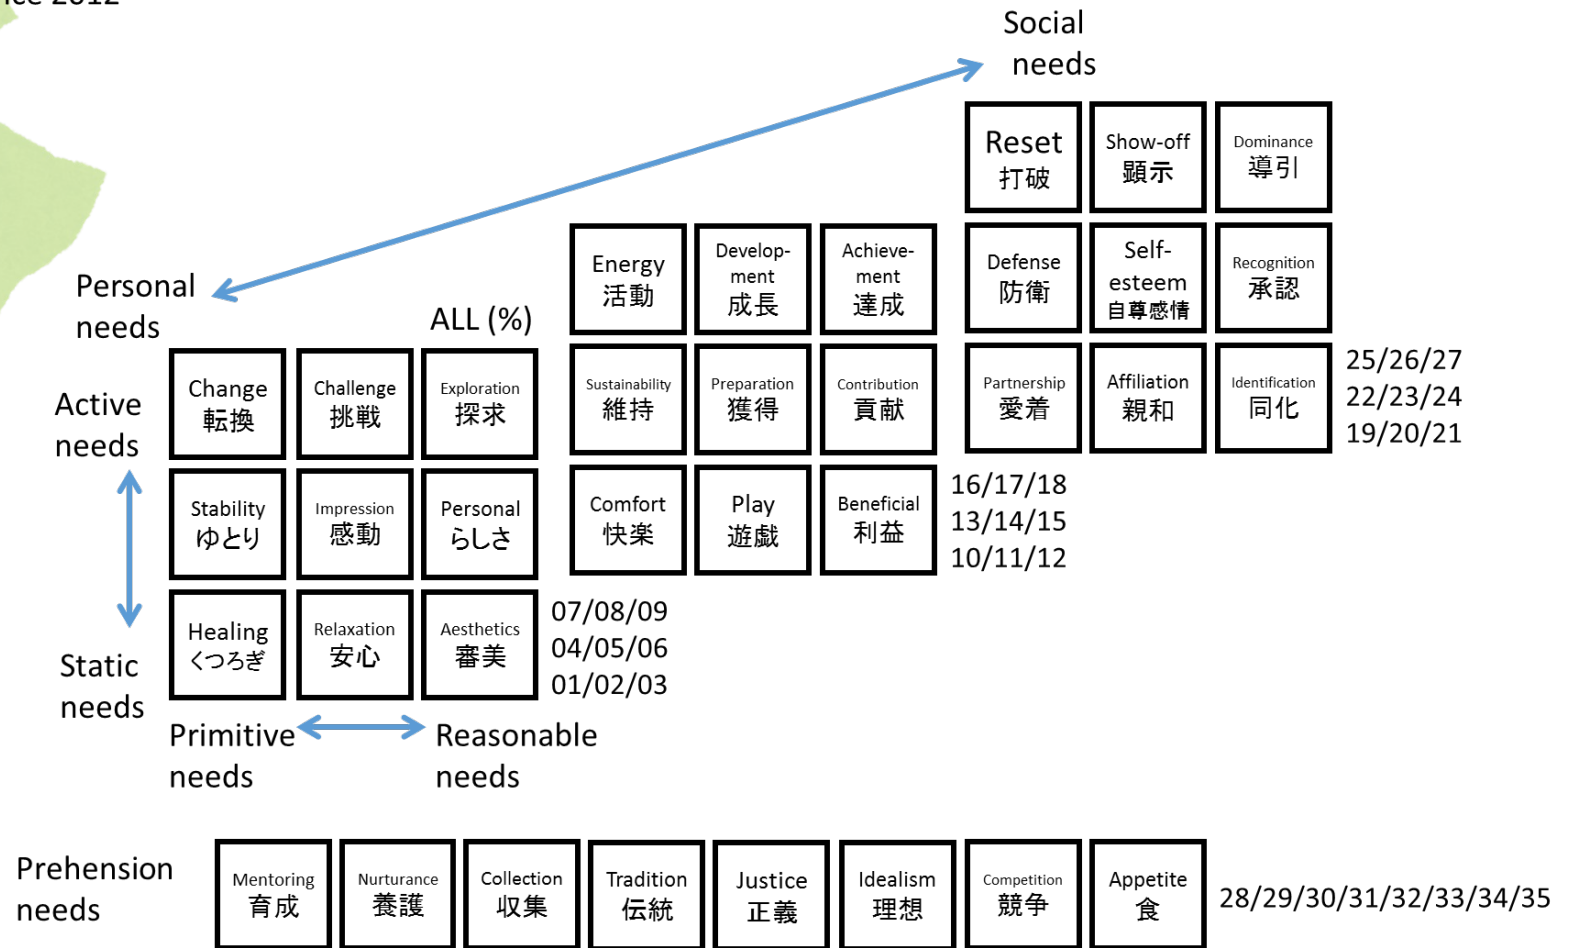 2012
Social
needs
Reset
打破
Show-off
顕示
Dominance
導引
Energy
活動
Develop-
ment
成長
Achieve-
ment
達成
Defense
防衛
Self-
esteem
自尊感情
Recognition
承認
Personal
needs
ALL (%)
Change
転換
Challenge
挑戦
Exploration
探求
Sustainability
維持
Preparation
獲得
Contribution
貢献
Partnership
愛着
Affiliation
親和
Identification
同化
25/26/27
22/23/24
19/20/21
Active
needs
Stability
ゆとり
Impression
感動
Personal
らしさ
Comfort
快楽
Play
遊戯
Beneficial
利益
16/17/18
13/14/15
10/11/12
Static
needs
Healing
くつろぎ
Relaxation
安心
Aesthetics
審美
07/08/09
04/05/06
01/02/03
Primitive
needs
Reasonable
needs
Prehension
needs
Mentoring
育成
Nurturance
養護
Collection
収集
Tradition
伝統
Justice
正義
Idealism
理想
Competition
競争
Appetite
食
28/29/30/31/32/33/34/35